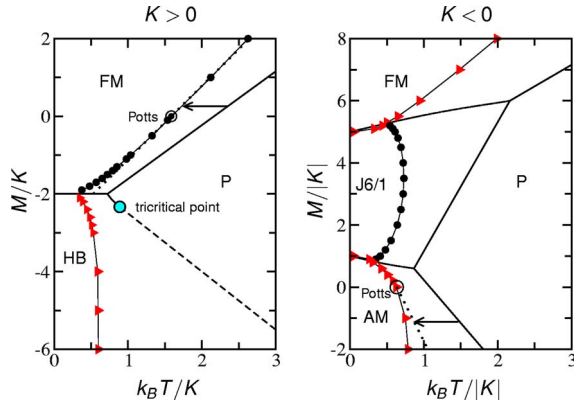 K > 0
K < 0
2
0
-2
-4
-6
M/K
FM
Potts
P
tricritical point
HB
0
1
2
3
k_BT/K
8
6
4
2
0
-2
M/|K|
FM
J6/1
P
Potts
AM
0
1
2
3
k_BT/|K|